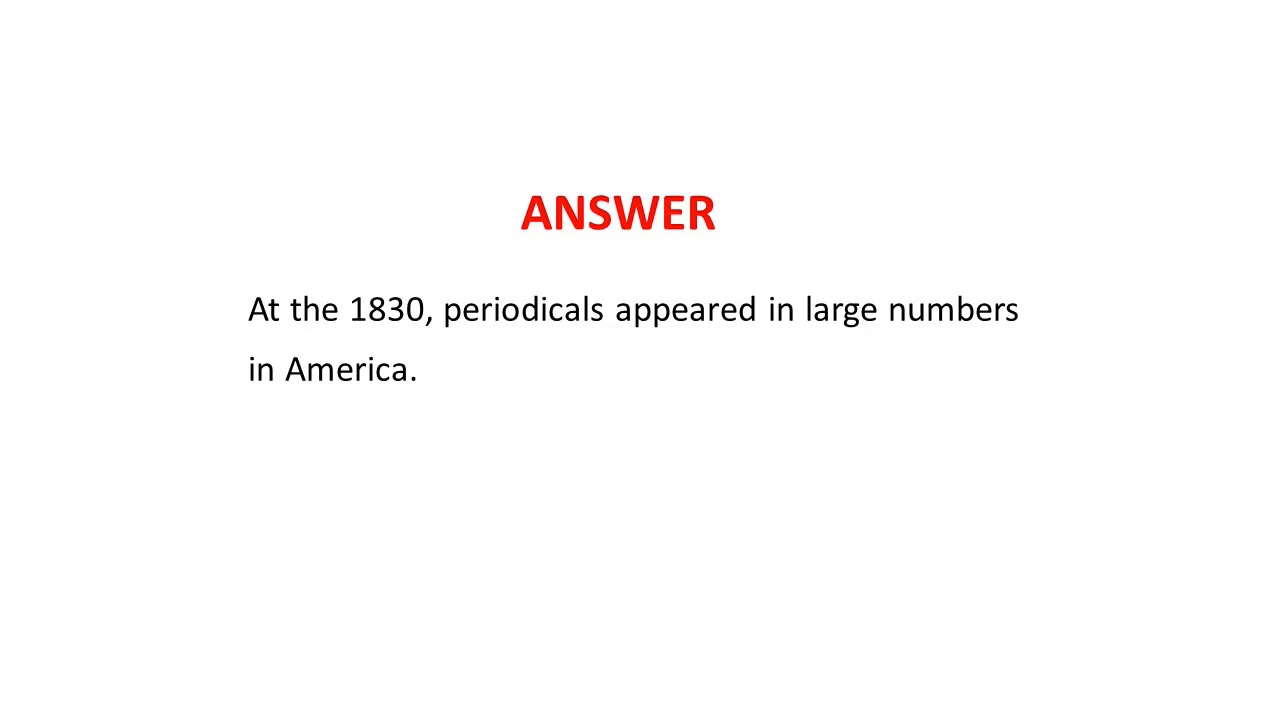 ANSWER
At the 1830, periodicals appeared in large numbers
in America.